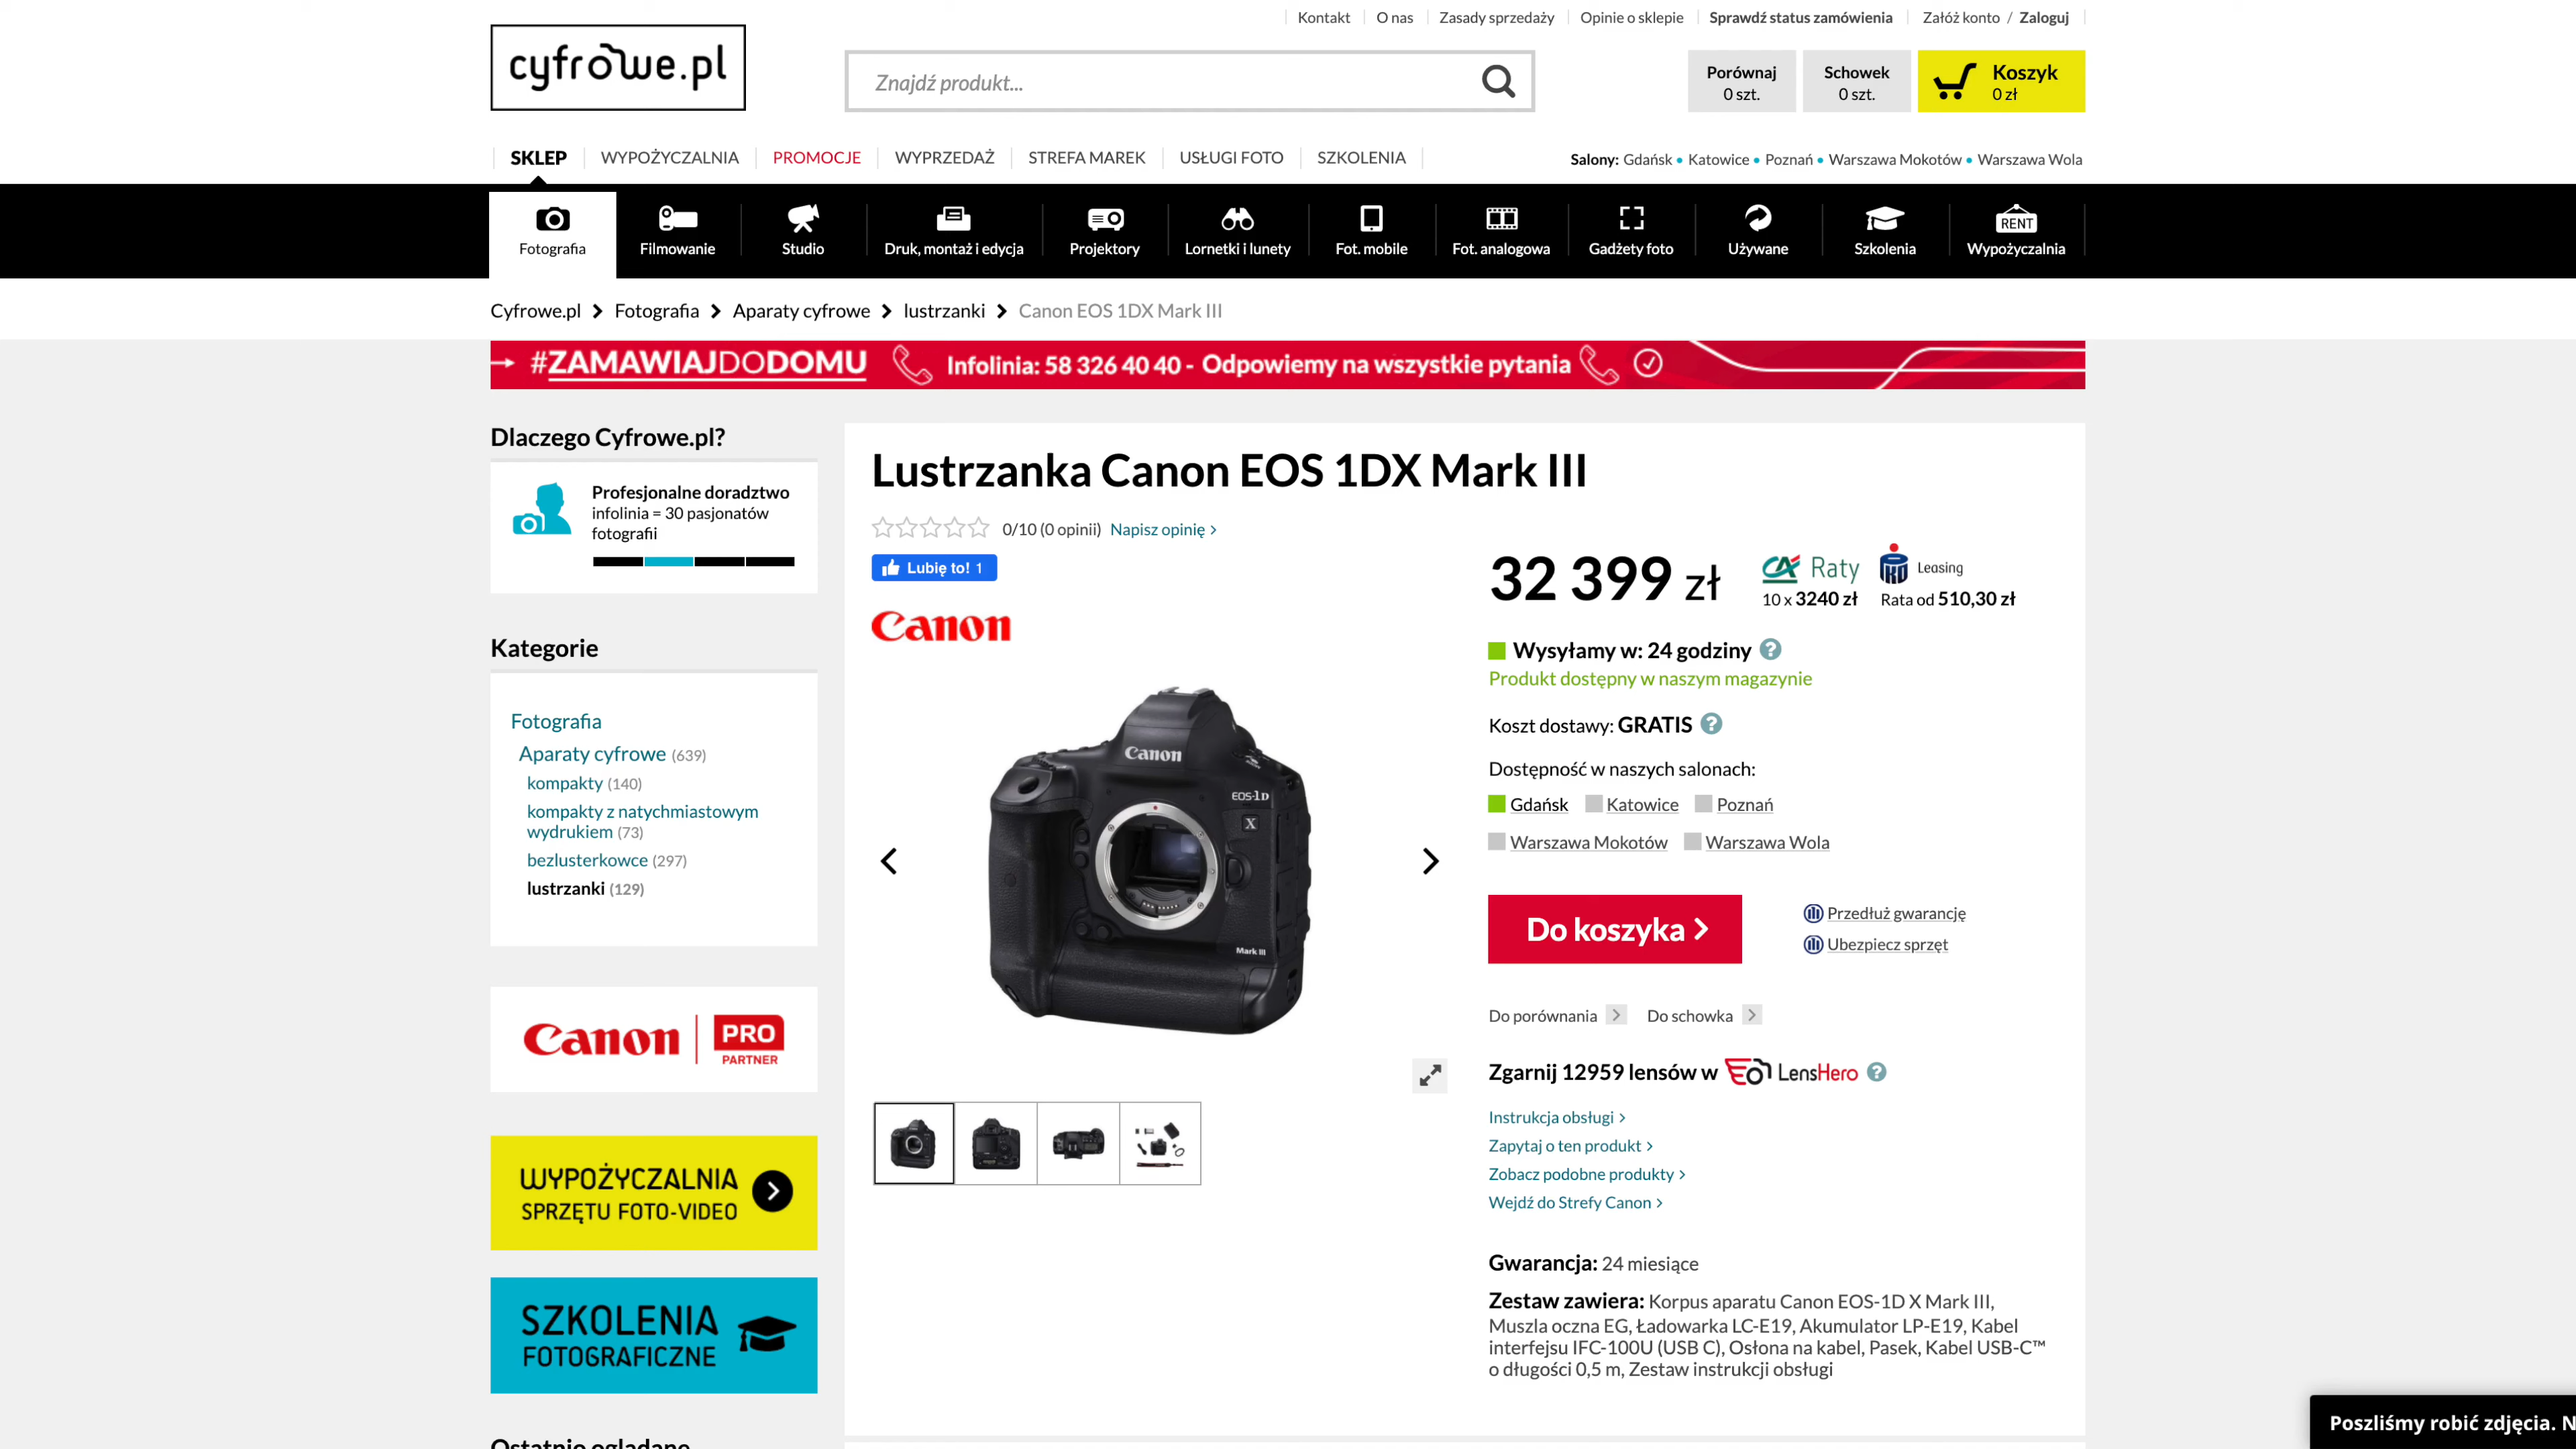 Kontakt
O nas
Zasady sprzedaży
Opinie o sklepie
Sprawdź status zamówienia
Załóż konto / Zaloguj
cyfrowe.pl
Znajdź produkt...
Porównaj
0 szt.
Schowek
0 szt.
Koszyk
0 zł
SKLEP
WYPOŻYCZALNIA
PROMOCJE
WYPRZEDAŻ
STREFA MAREK
USŁUGI FOTO
SZKOLENIA
Salony: Gdańsk • Katowice • Poznań • Warszawa Mokotów • Warszawa Wola
Fotografia
Filmowanie
Studio
Druk, montaż i edycja
Projektory
Lornetki i lunety
Fot. mobile
Fot. analogowa
Gadżety foto
Używane
Szkolenia
RENT
Wypożyczalnia
Cyfrowe.pl > Fotografia > Aparaty cyfrowe > lustrzanki > Canon EOS 1DX Mark III
#ZAMAWIAJDODOMU Infolinia: 58 326 40 40 - Odpowiemy na wszystkie pytania
Dlaczego Cyfrowe.pl?
Profesjonalne doradztwo
infolinia = 30 pasjonatów
fotografii
Kategorie
Fotografia
Aparaty cyfrowe (639)
kompakty (140)
kompakty z natychmiastowym
wydrukiem (73)
bezlusterkowce (297)
lustrzanki (129)
Canon PRO
PARTNER
WYPOŻYCZALNIA
SPRZĘTU FOTO-VIDEO
SZKOLENIA
FOTOGRAFICZNE
Ostatnio oglądane
Lustrzanka Canon EOS 1DX Mark III
0/10 (0 opinii) Napisz opinię >
Lubię to! 1
Canon
Canon
EOS-1D
X
Mark III
32 399 zł
CA Raty
10 x 3240 zł
Leasing
Rata od 510,30 zł
Wysyłamy w: 24 godziny ?
Produkt dostępny w naszym magazynie
Koszt dostawy: GRATIS ?
Dostępność w naszych salonach:
Gdańsk Katowice Poznań
Warszawa Mokotów Warszawa Wola
Do koszyka >
Przedłuż gwarancję
Ubezpiecz sprzęt
Do porównania > Do schowka >
Zgarnij 12959 lensów w LensHero ?
Instrukcja obsługi >
Zapytaj o ten produkt >
Zobacz podobne produkty >
Wejdź do Strefy Canon >
Gwarancja: 24 miesiące
Zestaw zawiera: Korpus aparatu Canon EOS-1D X Mark III,
Muszla oczna EG, Ładowarka LC-E19, Akumulator LP-E19, Kabel
interfejsu IFC-100U (USB C), Osłona na kabel, Pasek, Kabel USB-C™
o długości 0,5 m, Zestaw instrukcji obsługi
Poszliśmy robić zdjęcia. N